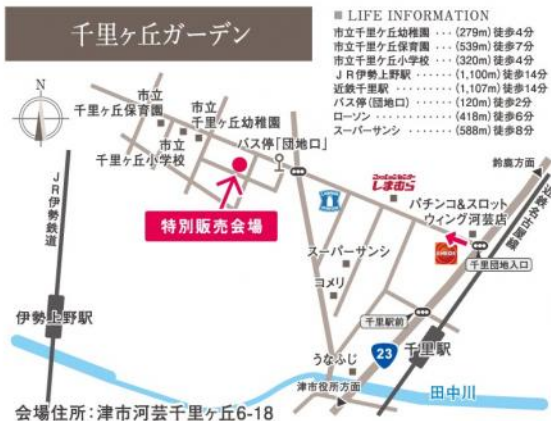 千里ヶ丘ガーデン
■ LIFE INFORMATION
市立千里ケ丘幼稚園 ‥‥(279m) 徒歩4分
市立千里ケ丘保育園 ‥‥(539m) 徒歩7分
市立千里ケ丘小学校 ‥‥(320m) 徒歩4分
ＪＲ伊勢上野駅 ‥‥‥(1,100m) 徒歩14分
近鉄千里駅 ‥‥‥‥‥(1,107m) 徒歩14分
バス停(団地口) ‥‥‥‥(120m) 徒歩2分
ローソン ‥‥‥‥‥‥(418m) 徒歩6分
スーパーサンシ ‥‥‥‥(588m) 徒歩8分
N
市立
千里ヶ丘保育園
市立
千里ヶ丘幼稚園
バス停「団地口」
市立
千里ヶ丘小学校
特別販売会場
ＪＲ伊勢鉄道
伊勢上野駅
しまむら
鈴鹿方面
近鉄名古屋線
パチンコ&スロット
ウィング河芸店
千里団地入口
スーパーサンシ
コメリ
千里駅前
23
千里駅
うなふじ
津市役所方面
田中川
会場住所：津市河芸千里ヶ丘6-18